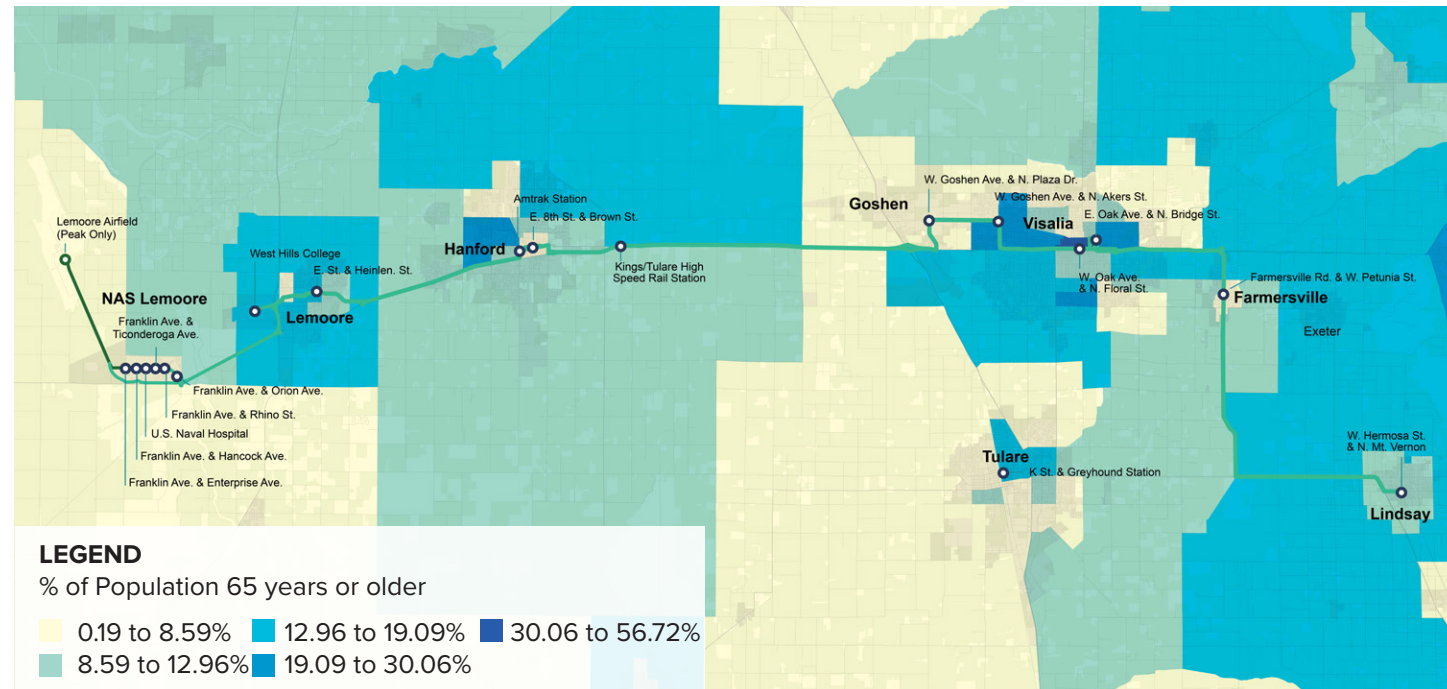 Lemoore Airfield
(Peak Only)
NAS Lemoore
Franklin Ave. &
Ticonderoga Ave.
Franklin Ave. & Orion Ave.
Franklin Ave. & Rhino St.
U.S. Naval Hospital
Franklin Ave. & Hancock Ave.
Franklin Ave. & Enterprise Ave.
West Hills College
E. St. & Heinlen. St.
Lemoore
Amtrak Station
E. 8th St. & Brown St.
Hanford
Kings/Tulare High
Speed Rail Station
W. Goshen Ave. & N. Plaza Dr.
Goshen
W. Goshen Ave. & N. Akers St.
Visalia
E. Oak Ave. & N. Bridge St.
W. Oak Ave.
& N. Floral St.
Farmersville Rd. & W. Petunia St.
Farmersville
Exeter
Tulare
K St. & Greyhound Station
W. Hermosa St.
& N. Mt. Vernon
Lindsay
LEGEND
% of Population 65 years or older
0.19 to 8.59% 12.96 to 19.09% 30.06 to 56.72%
8.59 to 12.96% 19.09 to 30.06%